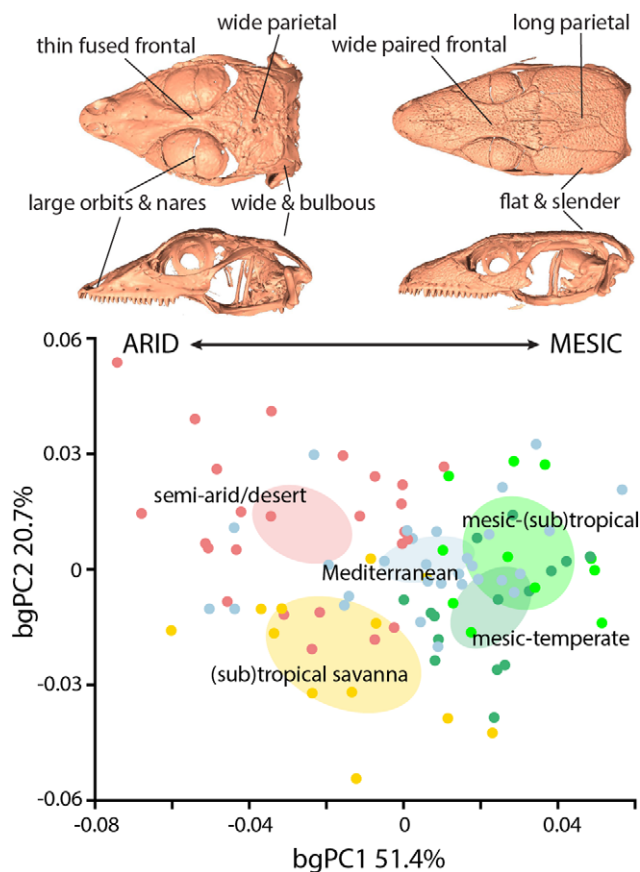 wide parietal
long parietal
thin fused frontal
wide paired frontal
large orbits & nares
wide & bulbous
flat & slender
ARID
MESIC
0.06
0.03
0
-0.03
-0.06
bgPC2 20.7%
semi-arid/desert
mesic-(sub)tropical
Mediterranean
mesic-temperate
(sub)tropical savanna
-0.08
-0.04
0
0.04
bgPC1 51.4%